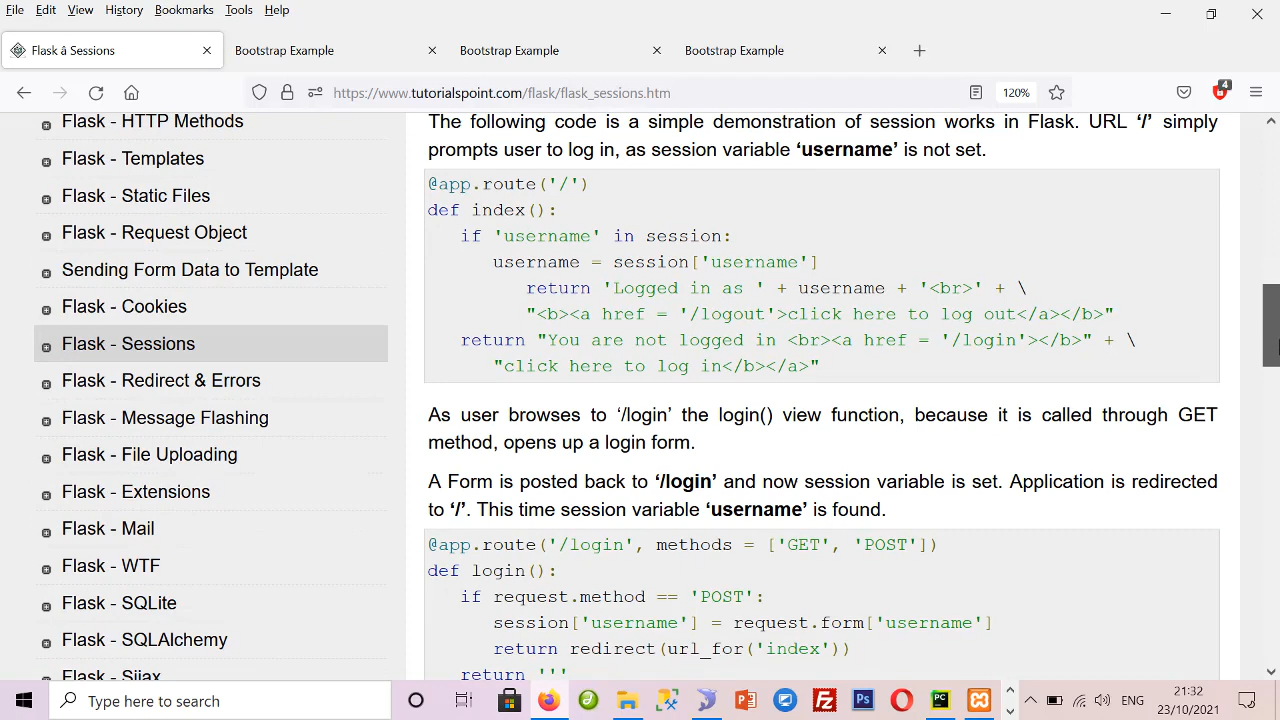 File Edit View History Bookmarks Tools Help
Flask â Sessions
Bootstrap Example
Bootstrap Example
Bootstrap Example
https://www.tutorialspoint.com/flask/flask_sessions.htm
120%
4
Flask - HTTP Methods
Flask - Templates
Flask - Static Files
Flask - Request Object
Sending Form Data to Template
Flask - Cookies
Flask - Sessions
Flask - Redirect & Errors
Flask - Message Flashing
Flask - File Uploading
Flask - Extensions
Flask - Mail
Flask - WTF
Flask - SQLite
Flask - SQLAlchemy
Flask - Sijax
The following code is a simple demonstration of session works in Flask. URL ‘/’ simply
prompts user to log in, as session variable ‘username’ is not set.
@app.route('/')
def index():
if 'username' in session:
username = session['username']
return 'Logged in as ' + username + '<br>' + \
"<b><a href = '/logout'>click here to log out</a></b>"
return "You are not logged in <br><a href = '/login'></b>" + \
"click here to log in</b></a>"
As user browses to ‘/login’ the login() view function, because it is called through GET
method, opens up a login form.
A Form is posted back to ‘/login’ and now session variable is set. Application is redirected
to ‘/’. This time session variable ‘username’ is found.
@app.route('/login', methods = ['GET', 'POST'])
def login():
if request.method == 'POST':
session['username'] = request.form['username']
return redirect(url_for('index'))
return '''
Type here to search
ENG
21:32
23/10/2021